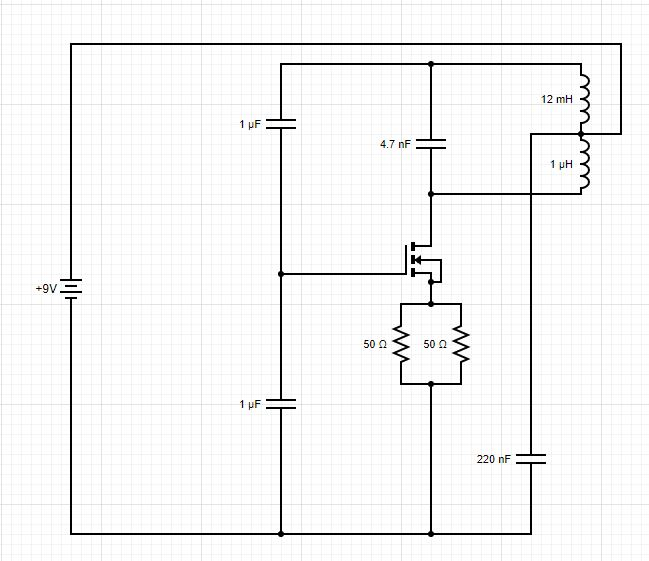 12 mH
1 µF
4.7 nF
1 µH
+9V
50 Ω
50 Ω
1 µF
220 nF